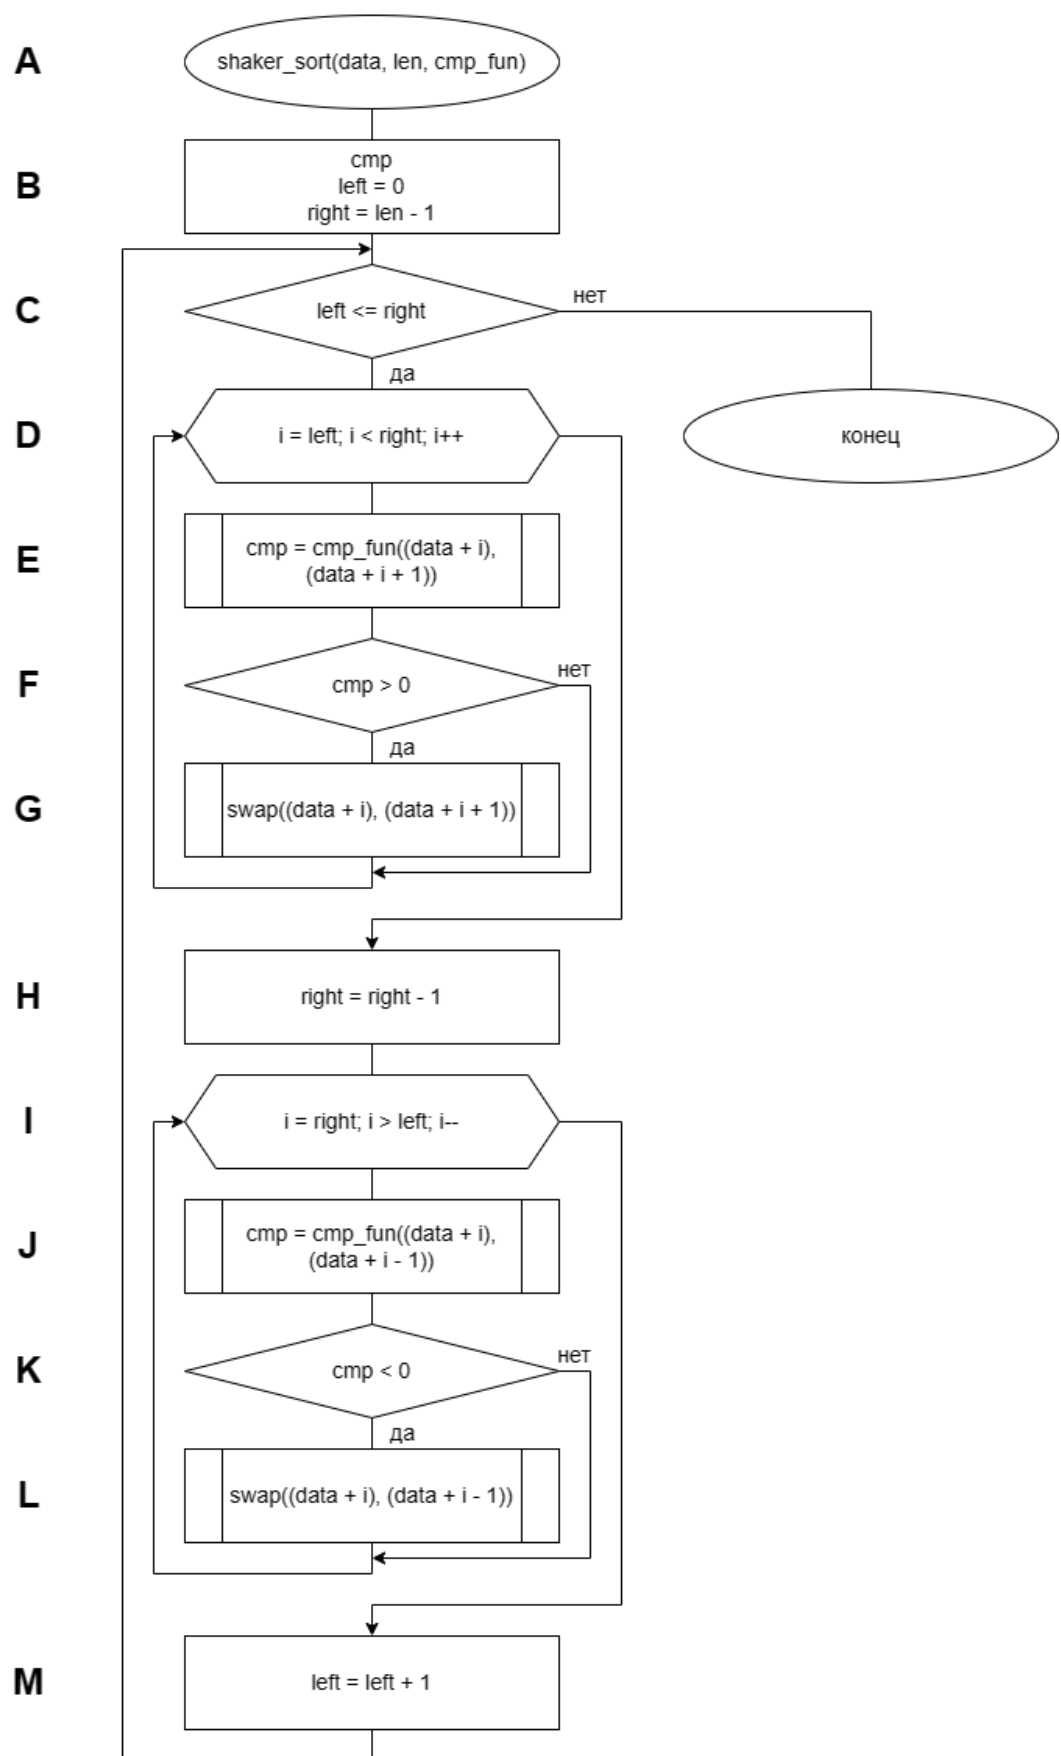 A
shaker_sort(data, len, cmp_fun)
B
cmp
left = 0
right = len - 1
C
left <= right
нет
да
D
i = left; i < right; i++
конец
E
cmp = cmp_fun((data + i),
(data + i + 1))
F
cmp > 0
нет
да
G
swap((data + i), (data + i + 1))
H
right = right - 1
I
i = right; i > left; i--
J
cmp = cmp_fun((data + i),
(data + i - 1))
K
cmp < 0
нет
да
L
swap((data + i), (data + i - 1))
M
left = left + 1